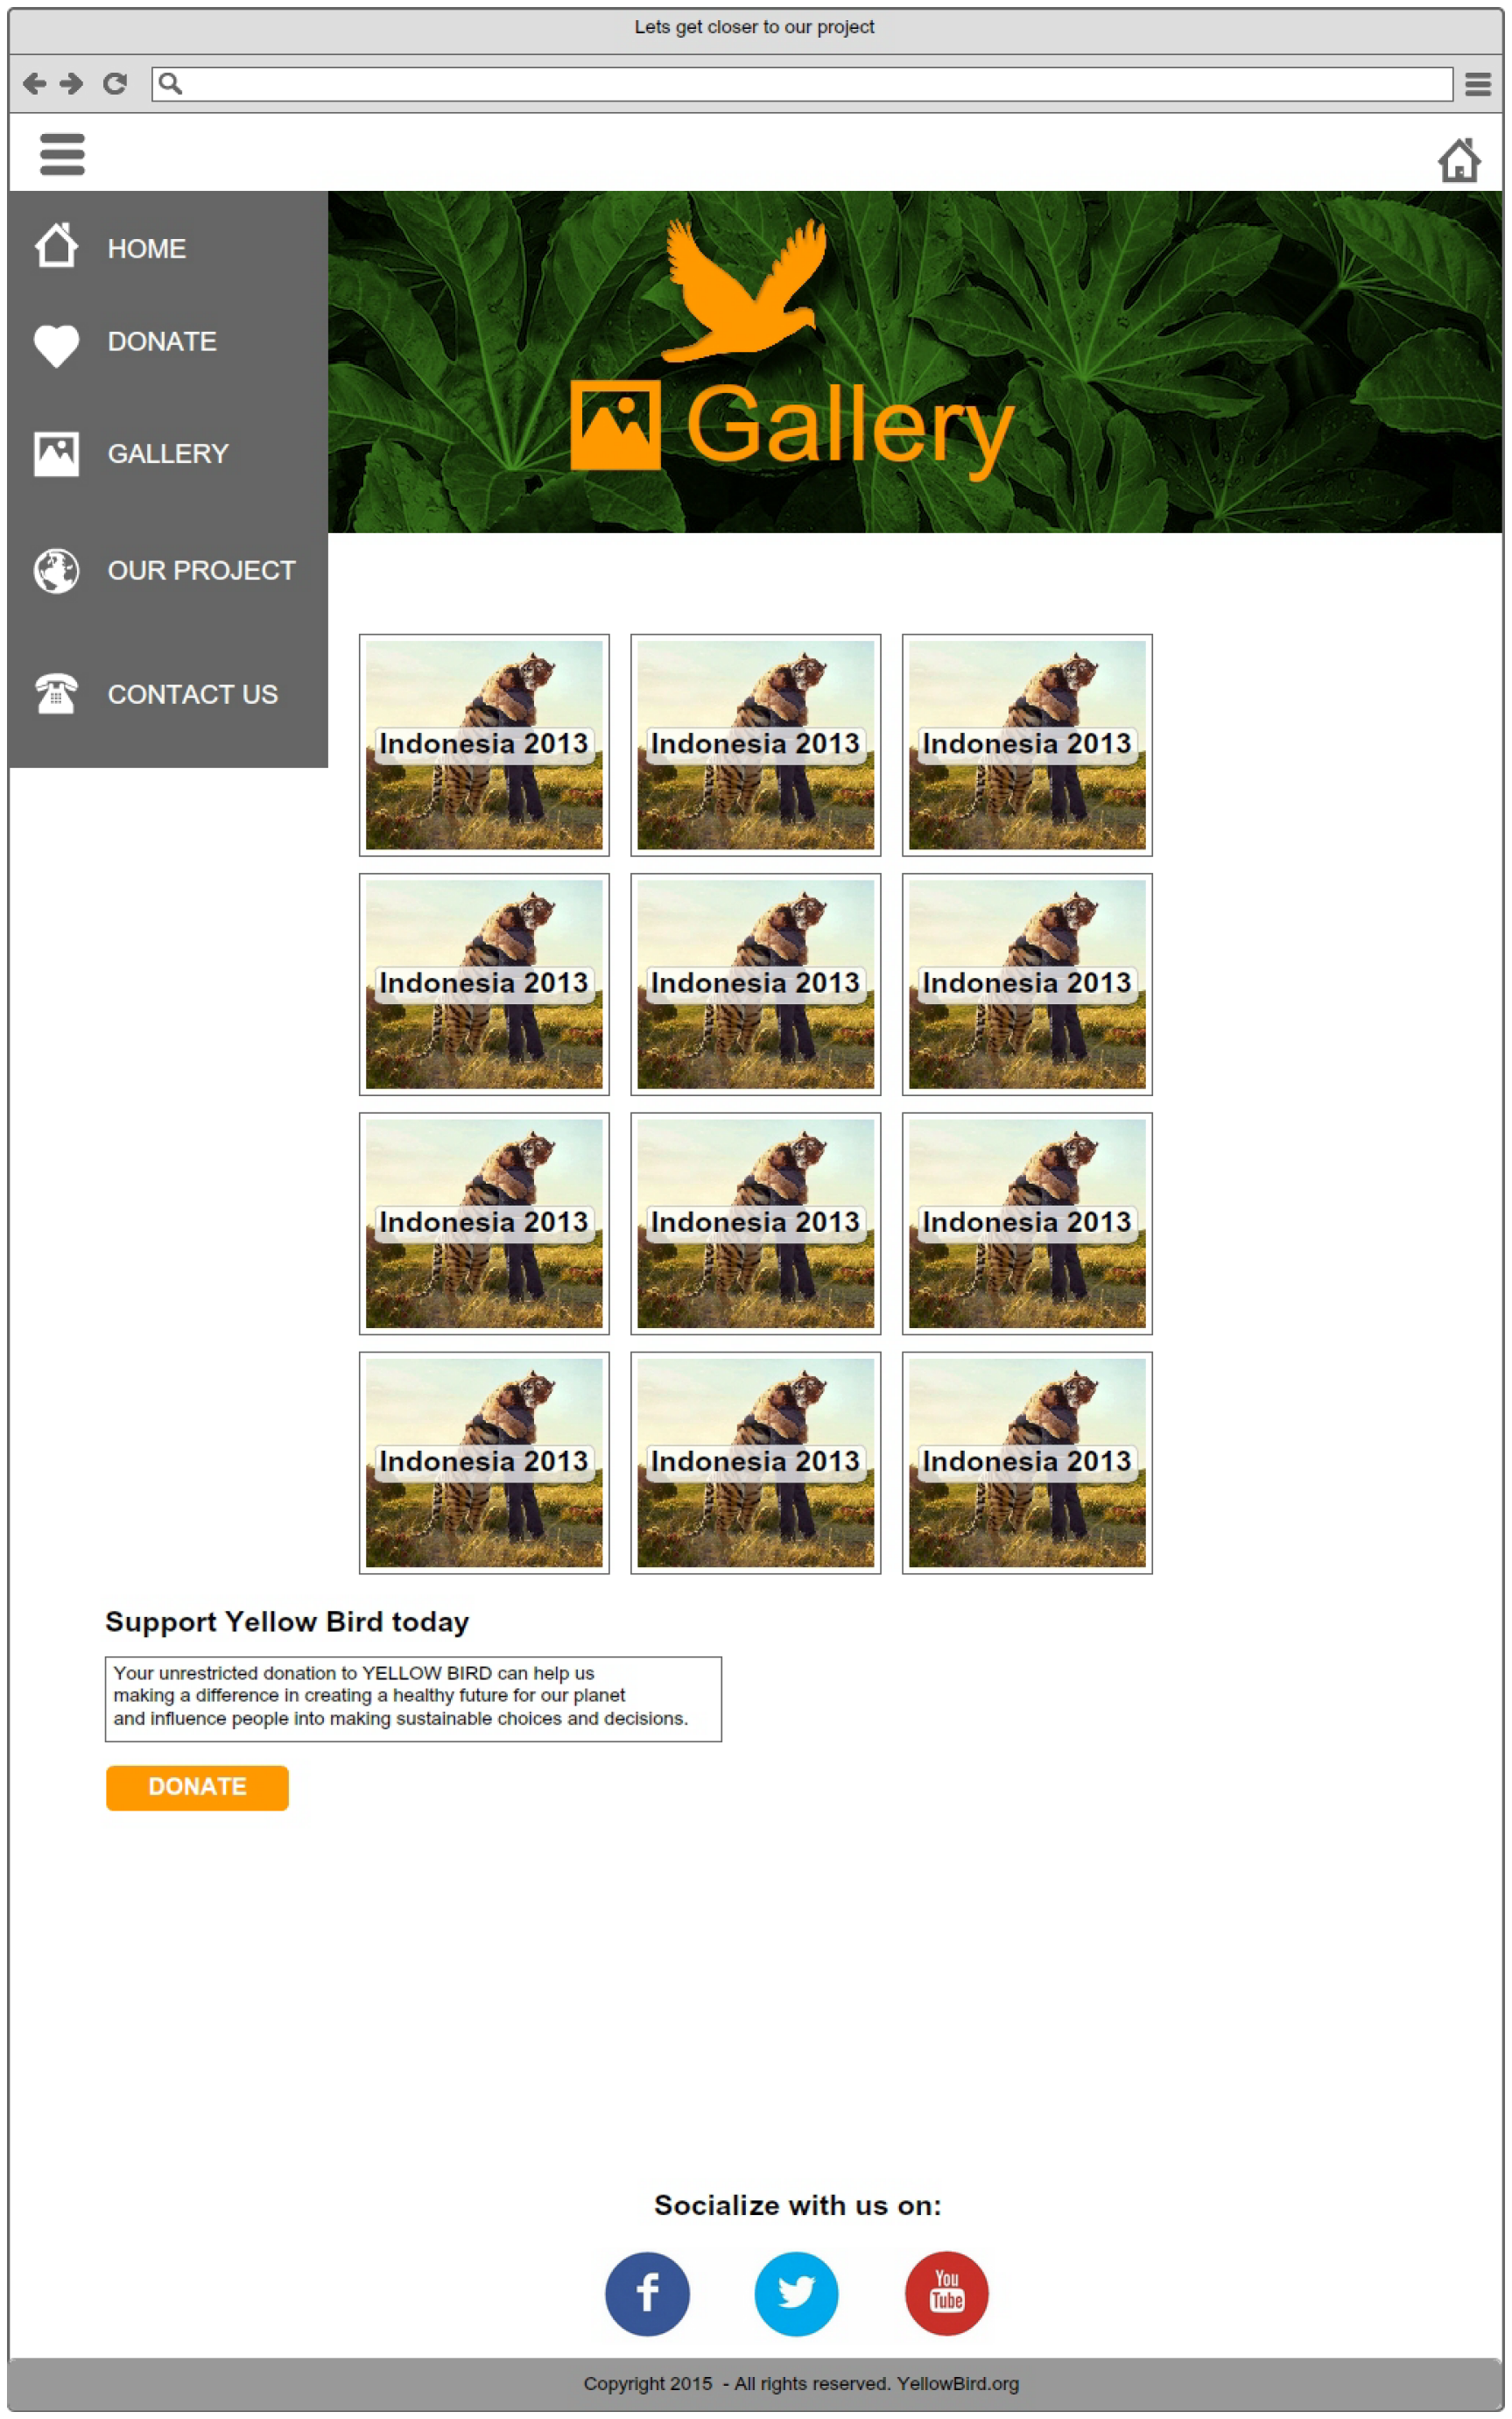 Lets get closer to our project
HOME
DONATE
GALLERY
OUR PROJECT
CONTACT US
Gallery
Indonesia 2013
Indonesia 2013
Indonesia 2013
Indonesia 2013
Indonesia 2013
Indonesia 2013
Indonesia 2013
Indonesia 2013
Indonesia 2013
Indonesia 2013
Indonesia 2013
Indonesia 2013
Support Yellow Bird today
Your unrestricted donation to YELLOW BIRD can help us
making a difference in creating a healthy future for our planet
and influence people into making sustainable choices and decisions.
DONATE
Socialize with us on:
f
You
Tube
Copyright 2015 - All rights reserved. YellowBird.org